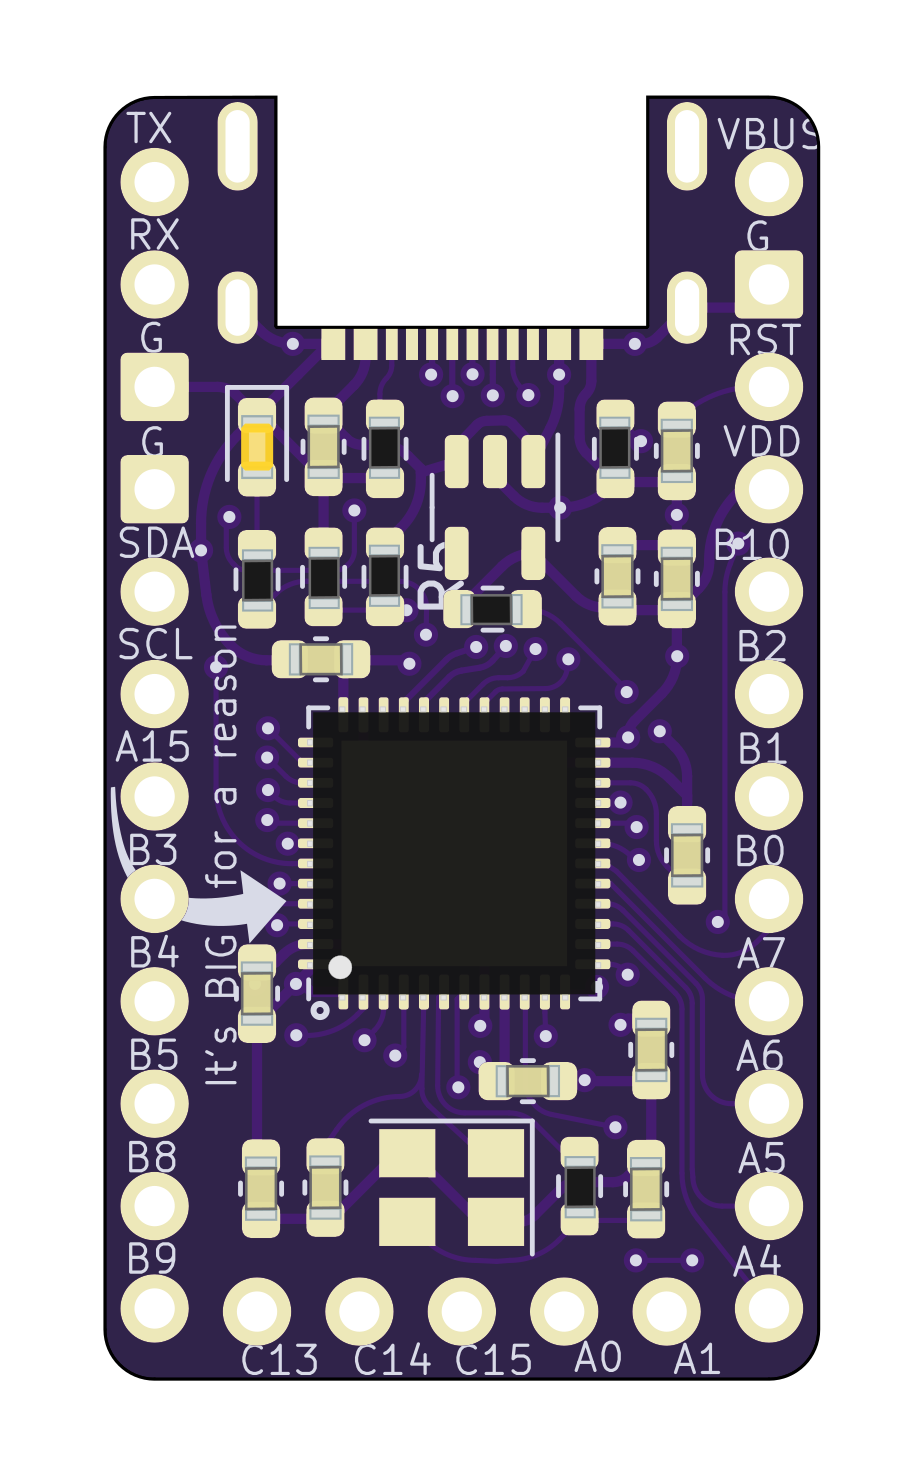 TX
VBUS
RX
G
G
RST
G
VDD
SDA
B10
R5
SCL
B2
A15
B1
B3
B0
It's BIG for a reason
B4
A7
B5
A6
B8
A5
B9
A4
C13
C14
C15
A0
A1